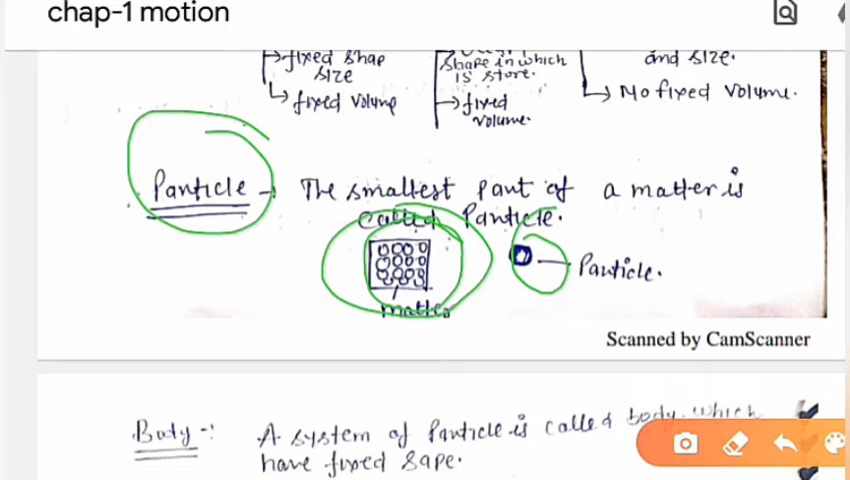 chap-1 motion
fixed shap
size
fixed volume
shape in which
is store.
fixed
volume.
and size.
No fixed volume.
Particle → The smallest part of a matter is
called Particle.
Particle.
matter
Scanned by CamScanner
Body -: A system of Particle is called body. which
have fixed sape.